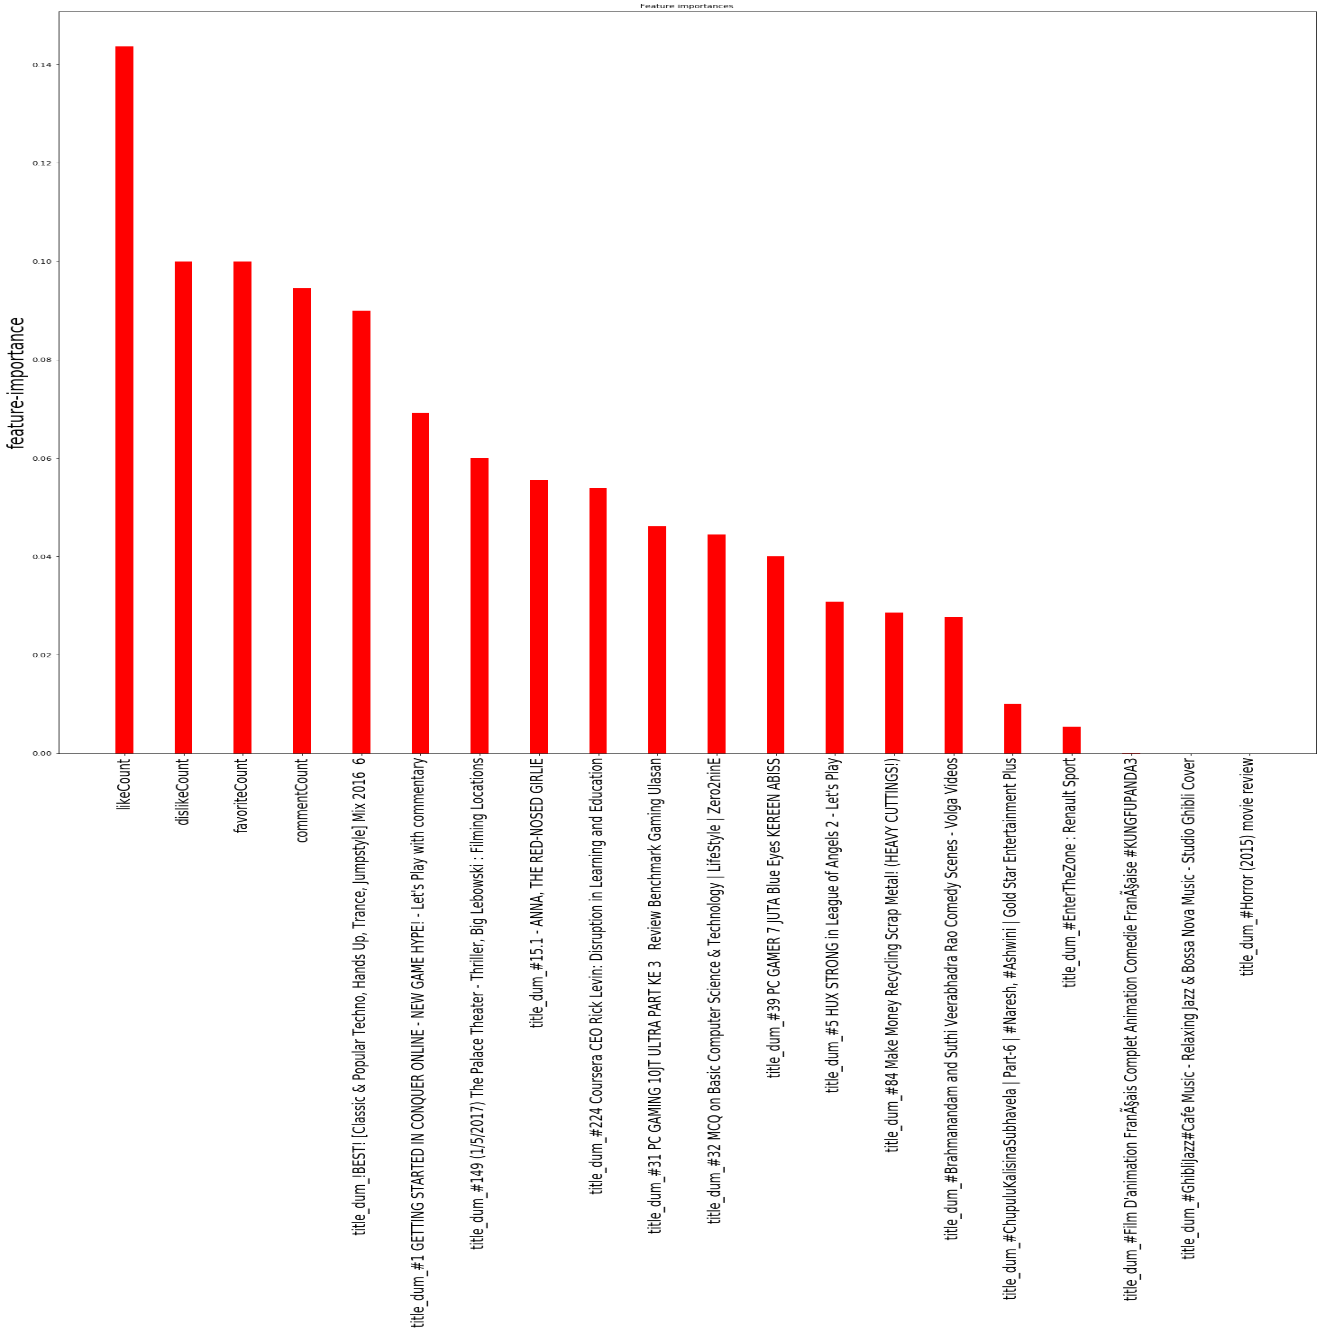 Feature importances
feature-importance
0.14
0.12
0.10
0.08
0.06
0.04
0.02
0.00
likeCount
dislikeCount
favoriteCount
commentCount
title_dum_!BEST! [Classic & Popular Techno, Hands Up, Trance, Jumpstyle] Mix 2016 6
title_dum_#1 GETTING STARTED IN CONQUER ONLINE - NEW GAME HYPE! - Let's Play with commentary
title_dum_#149 (1/5/2017) The Palace Theater - Thriller, Big Lebowski : Filming Locations
title_dum_#15.1 - ANNA, THE RED-NOSED GIRLIE
title_dum_#224 Coursera CEO Rick Levin: Disruption in Learning and Education
title_dum_#31 PC GAMING 10JT ULTRA PART KE 3   Review Benchmark Gaming Ulasan
title_dum_#32 MCQ on Basic Computer Science & Technology | LifeStyle | Zero2ninE
title_dum_#39 PC GAMER 7 JUTA Blue Eyes KEREEN ABISS
title_dum_#5 HUX STRONG in League of Angels 2 - Let's Play
title_dum_#84 Make Money Recycling Scrap Metal! (HEAVY CUTTINGS!)
title_dum_#Brahmanandam and Suthi Veerabhadra Rao Comedy Scenes - Volga Videos
title_dum_#ChupuluKalisinaSubhavela | Part-6 | #Naresh, #Ashwini | Gold Star Entertainment Plus
title_dum_#EnterTheZone : Renault Sport
title_dum_#Film D'animation FranÃ§ais Complet Animation Comedie FranÃ§aise #KUNGFUPANDA3
title_dum_#GhibliJazz#Cafe Music - Relaxing Jazz & Bossa Nova Music - Studio Ghibli Cover
title_dum_#Horror (2015) movie review